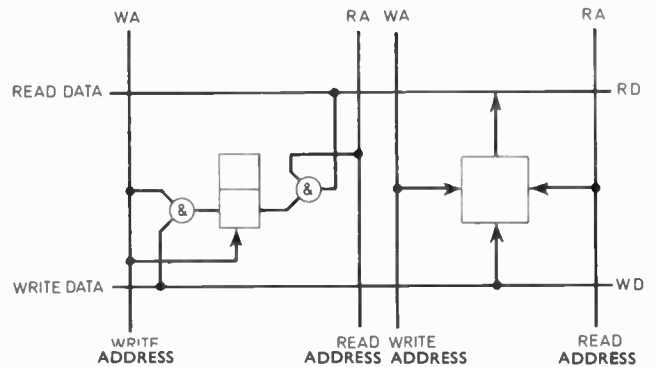 WA
RA
WA
RA
READ DATA
RD
&
&
WRITE DATA
WD
WRITE
ADDRESS
READ
ADDRESS
WRITE
ADDRESS
READ
ADDRESS